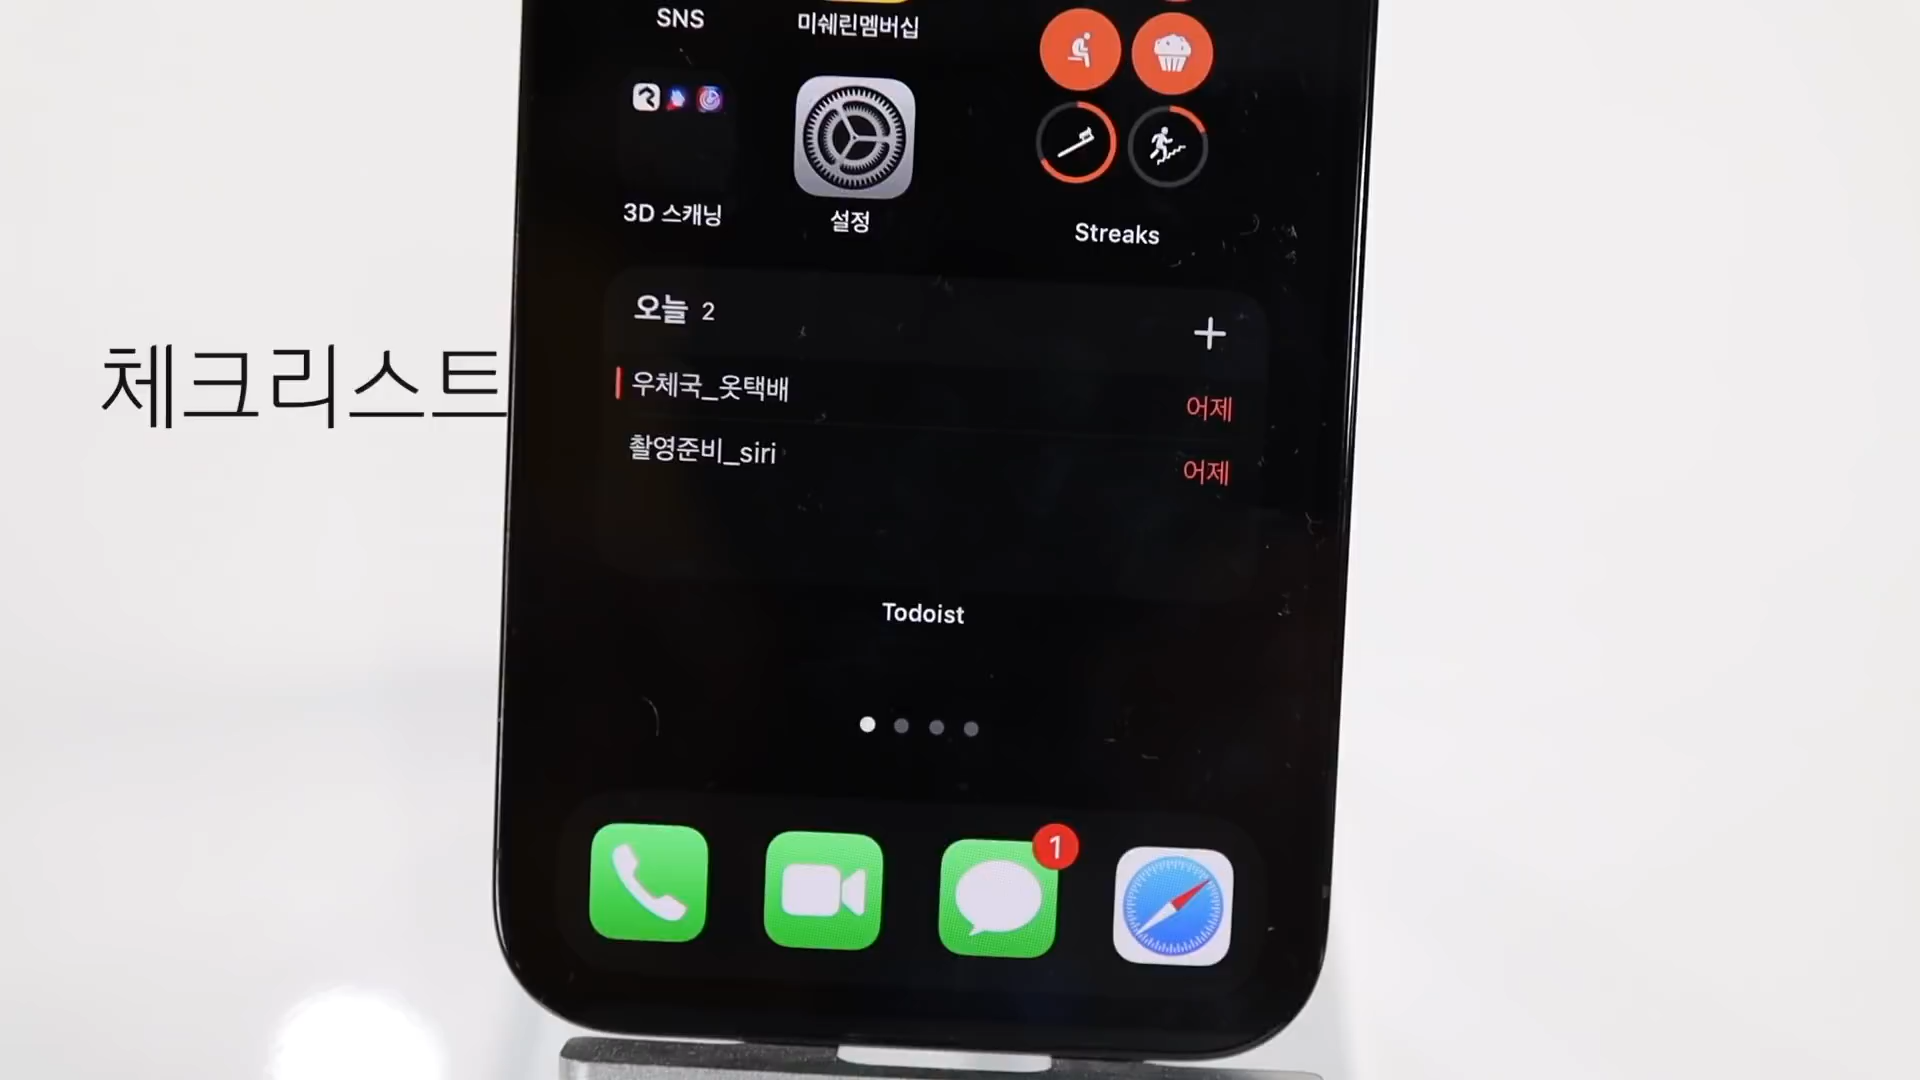 SNS
미쉐린멤버십
3D 스캐닝
설정
Streaks
체크리스트
오늘 2
우체국_옷택배
어제
촬영준비_siri
어제
Todoist
1